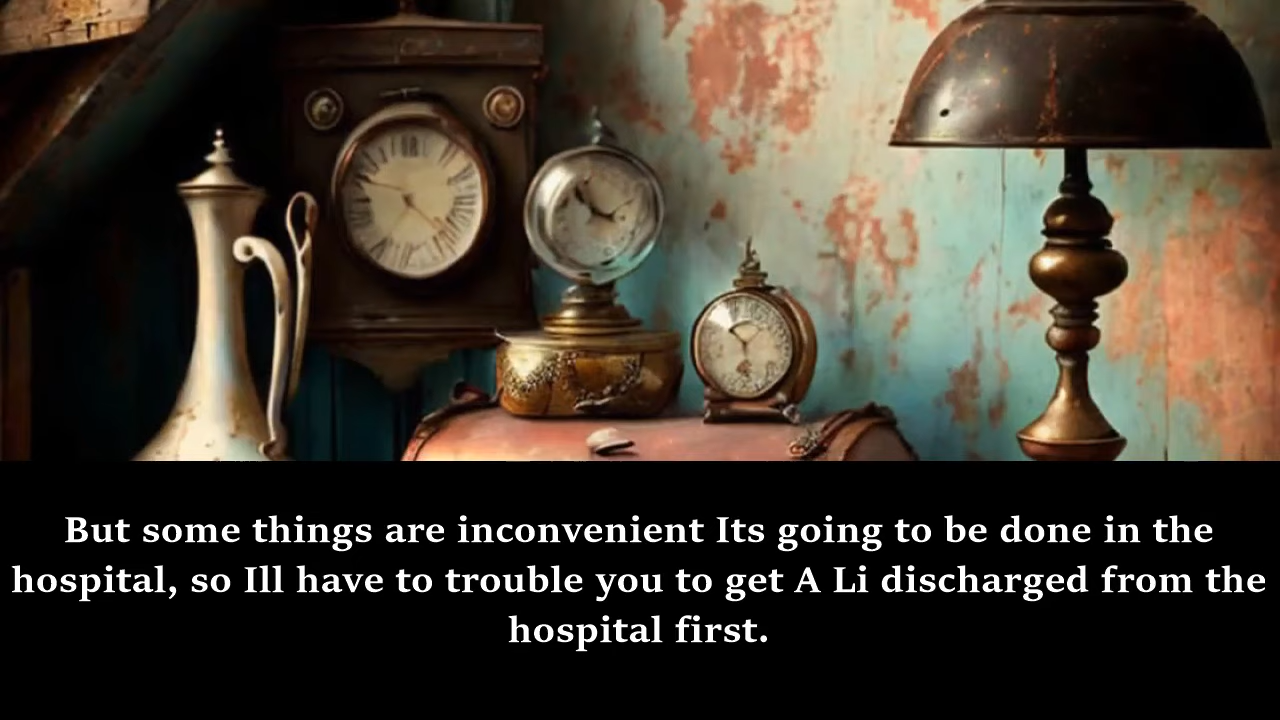 But some things are inconvenient Its going to be done in the
hospital, so Ill have to trouble you to get A Li discharged from the
hospital first.